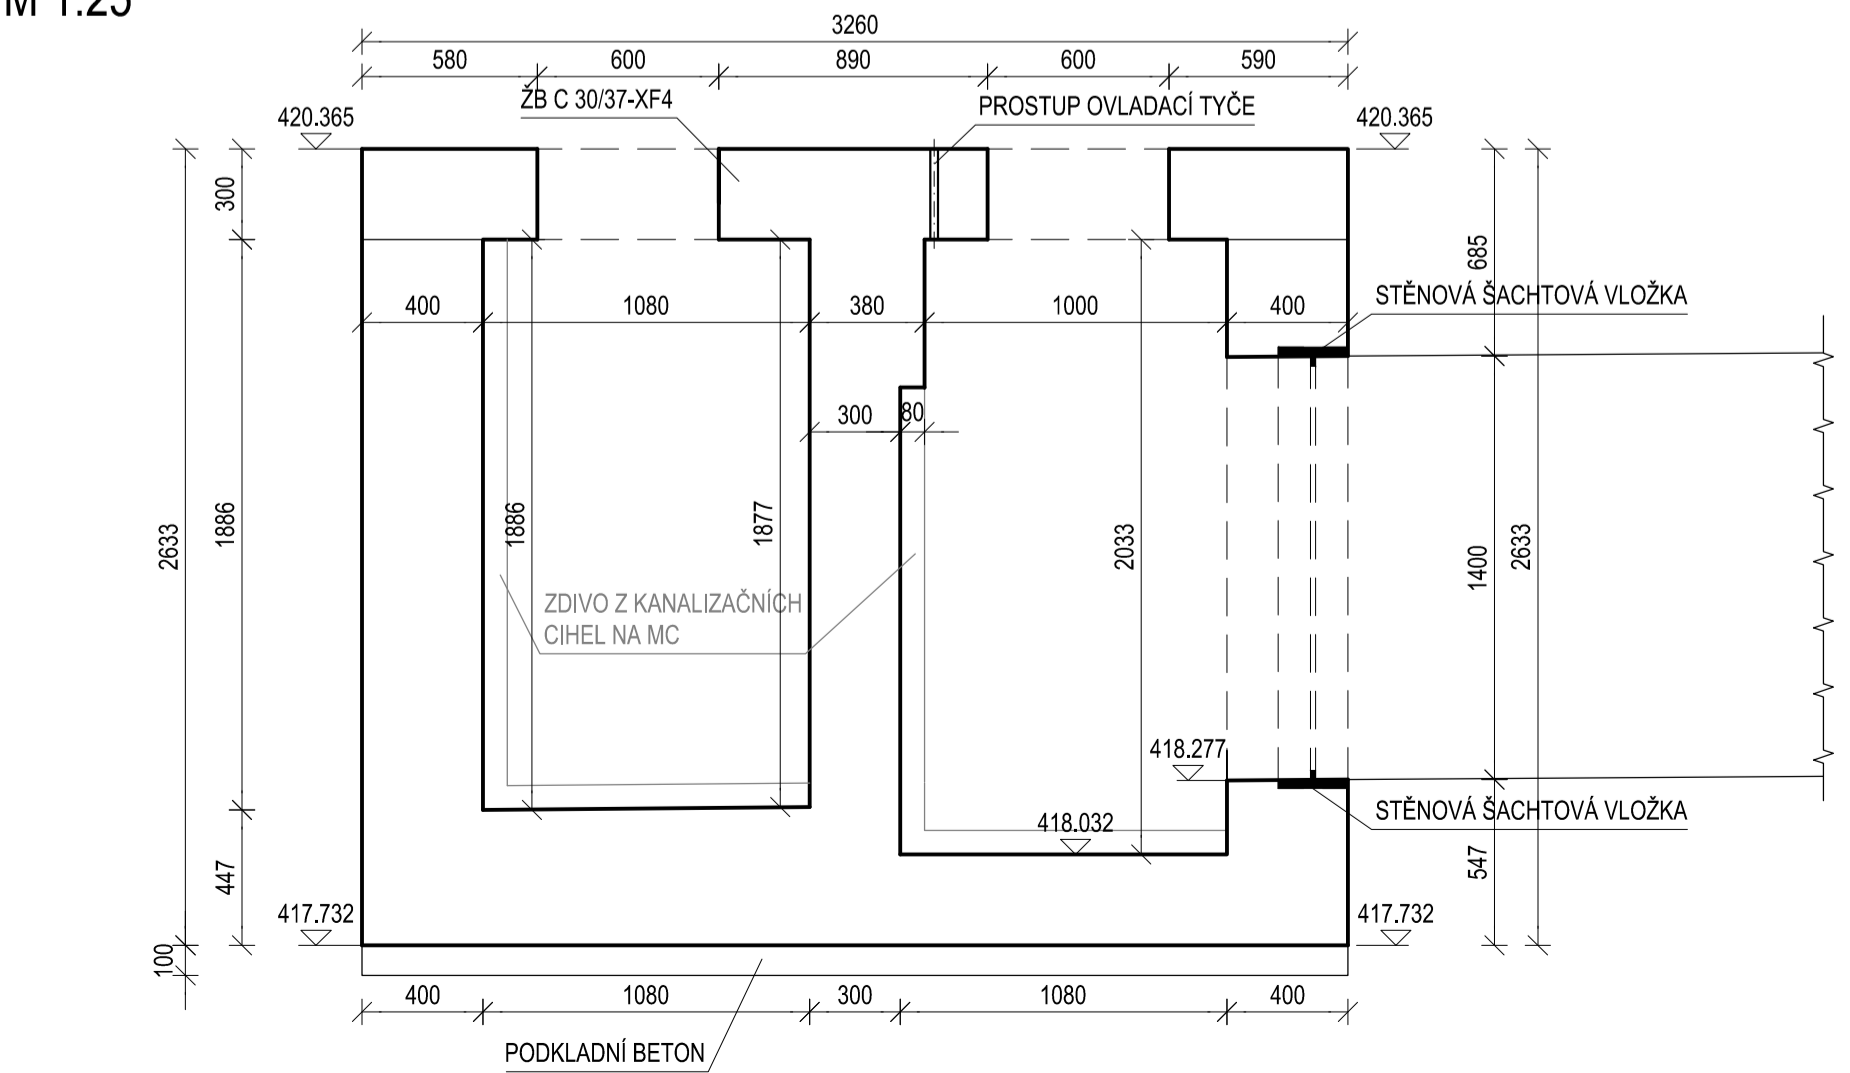 M 1:25
3260
580 600 890 600 590
ŽB C 30/37-XF4
PROSTUP OVLADACÍ TYČE
420.365 420.365
300
685
STĚNOVÁ ŠACHTOVÁ VLOŽKA
400 1080 380 1000 400
300 80
2633 1886 1886 1877 2033 1400 2633
ZDIVO Z KANALIZAČNÍCH
CIHEL NA MC
418.277
418.032
STĚNOVÁ ŠACHTOVÁ VLOŽKA
447 547
417.732 417.732
100
400 1080 300 1080 400
PODKLADNÍ BETON